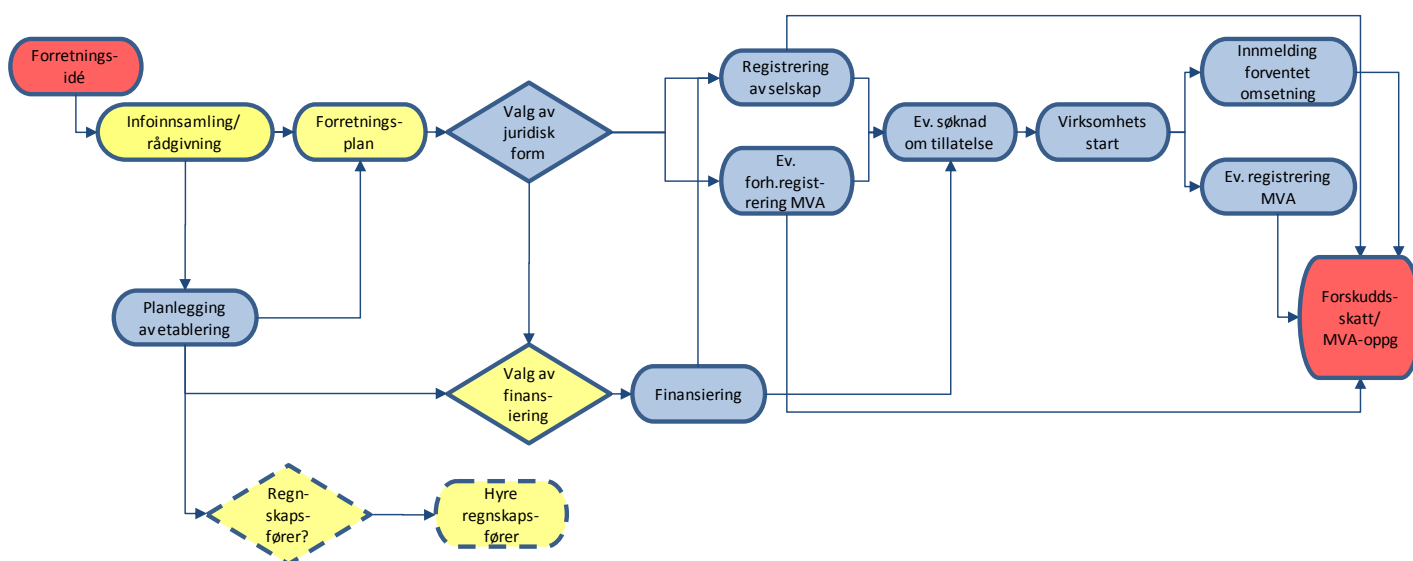 Forretnings-
idé
Infoinnsamling/
rådgivning
Forretnings-
plan
Valg av
juridisk
form
Registrering
av selskap
Ev.
forh.regist-
rering MVA
Ev. søknad
om tillatelse
Virksomhets
start
Innmelding
forventet
omsetning
Ev. registrering
MVA
Forskudds-
skatt/
MVA-oppg
Planlegging
av etablering
Valg av
finans-
iering
Finansiering
Regn-
skaps-
fører?
Hyre
regnskaps-
fører